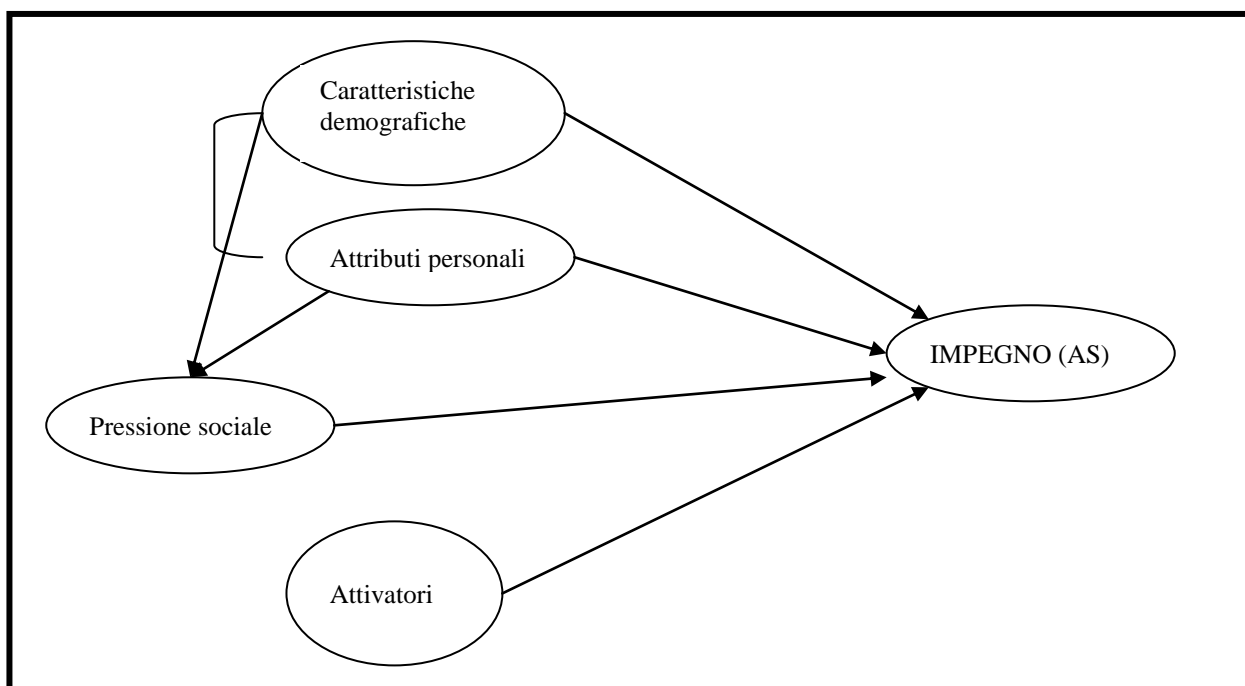 Caratteristiche
demografiche
Attributi personali
IMPEGNO (AS)
Pressione sociale
Attivatori